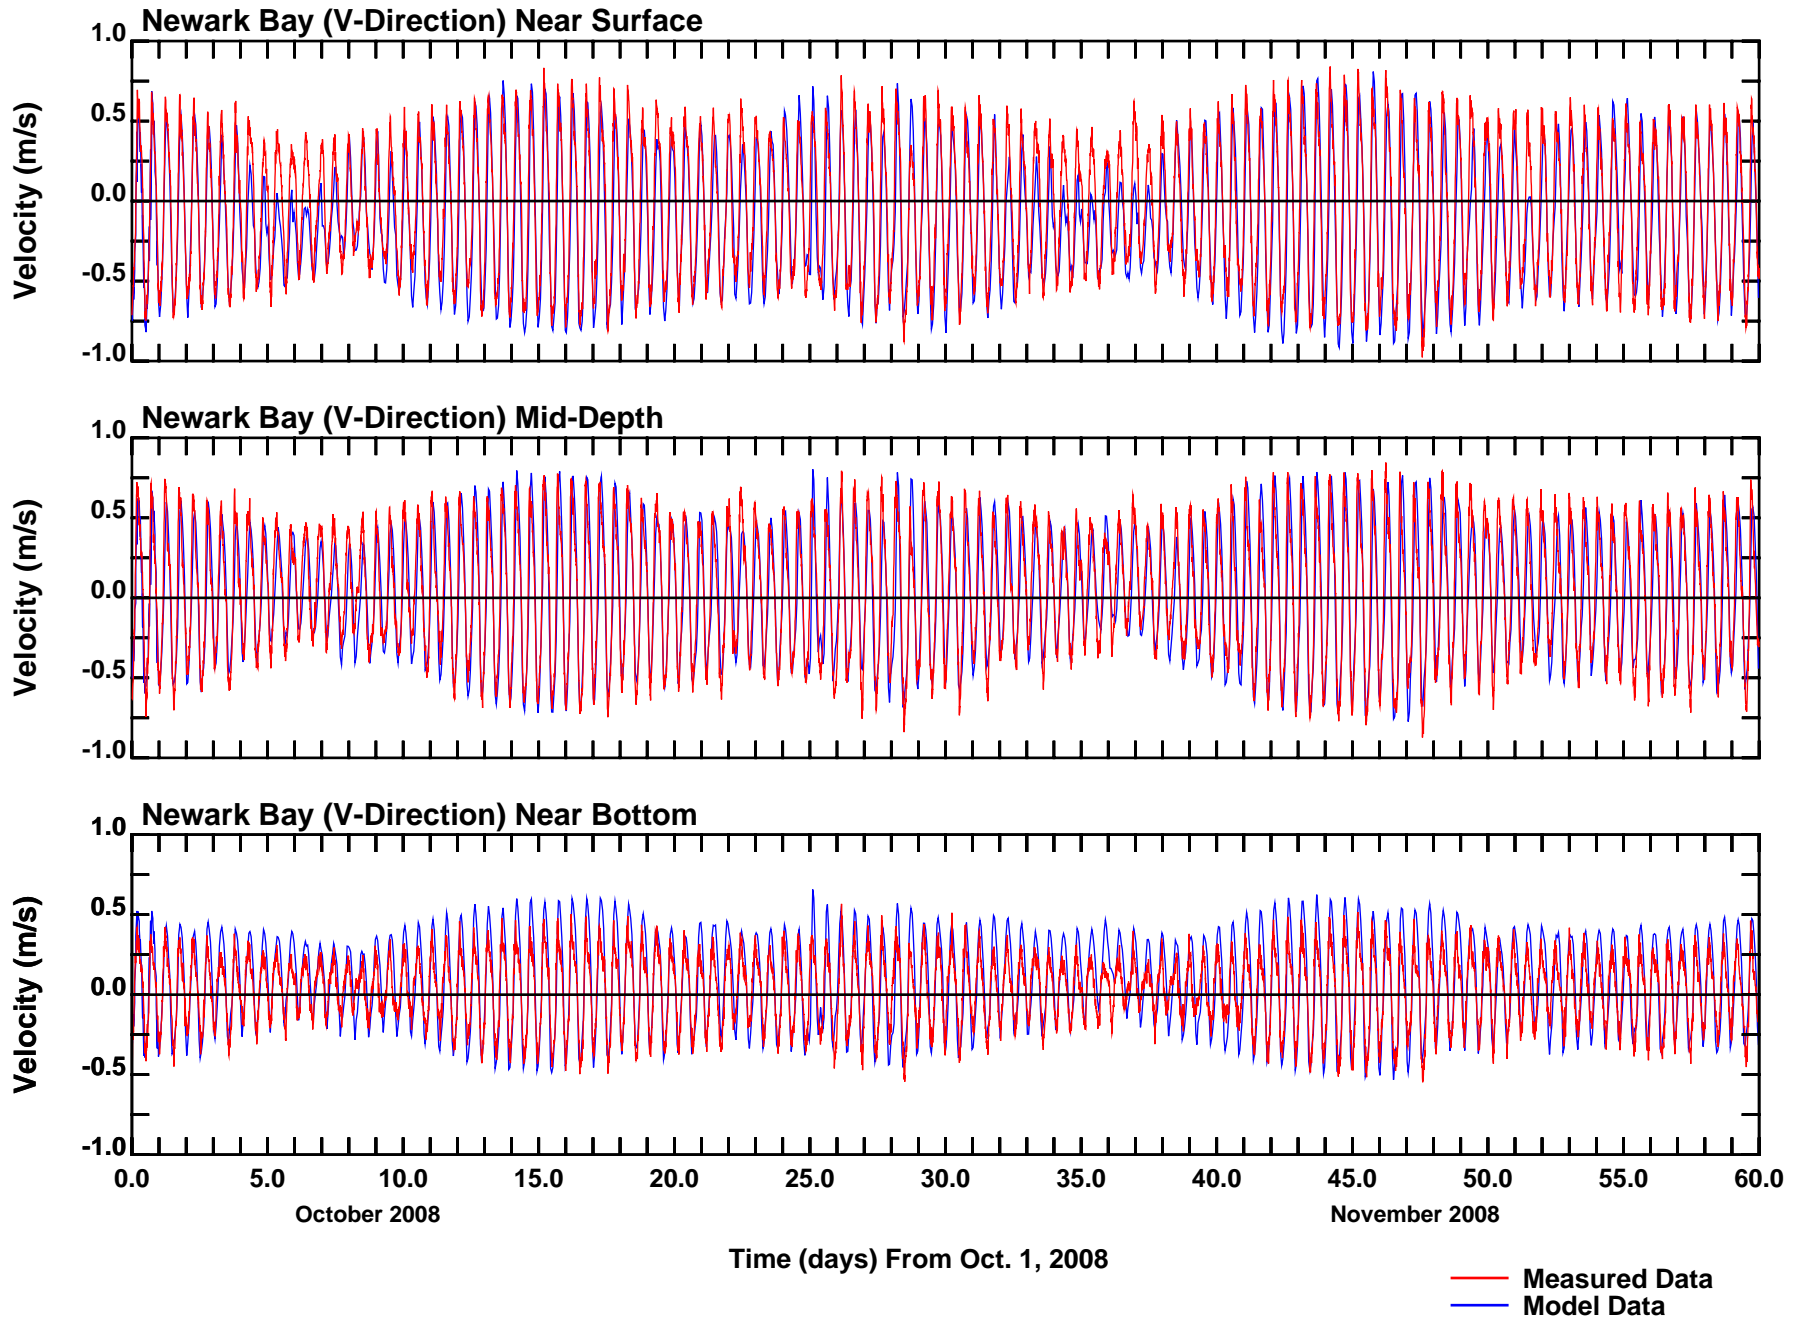 Newark Bay (V-Direction) Near Surface
1.0
0.5
0.0
-0.5
-1.0
Velocity (m/s)
Newark Bay (V-Direction) Mid-Depth
1.0
0.5
0.0
-0.5
-1.0
Velocity (m/s)
Newark Bay (V-Direction) Near Bottom
1.0
0.5
0.0
-0.5
-1.0
Velocity (m/s)
0.0 5.0 10.0 15.0 20.0 25.0 30.0 35.0 40.0 45.0 50.0 55.0 60.0
October 2008 November 2008
Time (days) From Oct. 1, 2008
Measured Data
Model Data